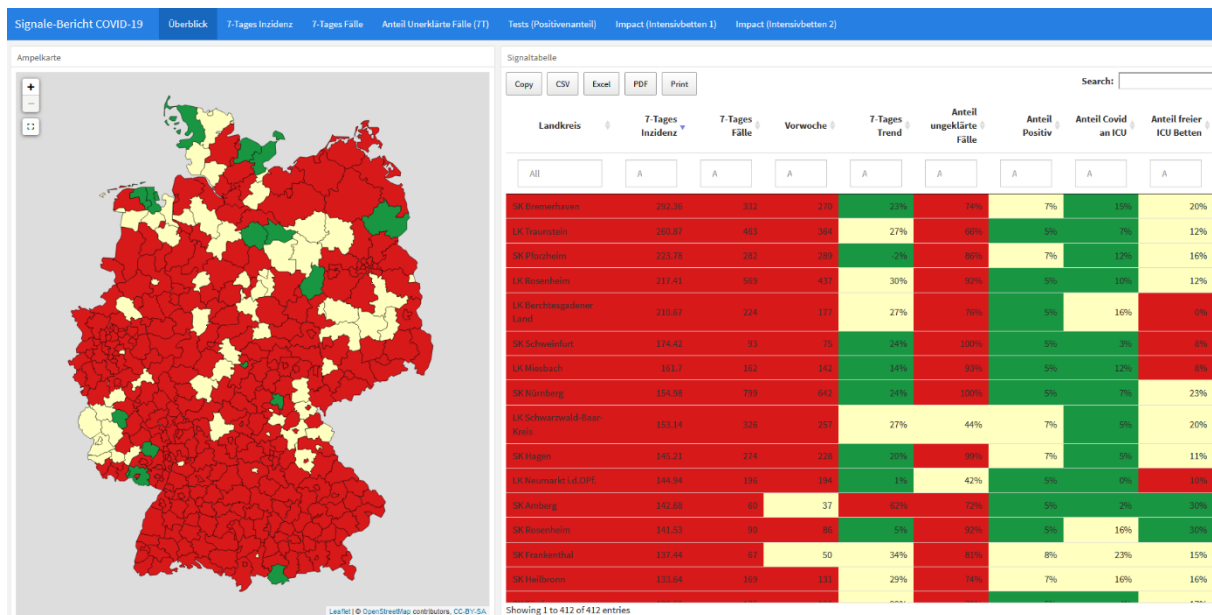 Signale-Bericht COVID-19 Überblick 7-Tages Inzidenz 7-Tages Fälle Anteil Unerklärte Fälle (7T) Tests (Positivenanteil) Impact (Intensivbetten 1) Impact (Intensivbetten 2)
Ampelkarte
+
−
Leaflet | © OpenStreetMap contributors, CC-BY-SA
Signaltabelle
Copy CSV Excel PDF Print Search:
Landkreis 7-Tages Inzidenz 7-Tages Fälle Vorwoche 7-Tages Trend Anteil ungeklärte Fälle Anteil Positiv Anteil Covid an ICU Anteil freier ICU Betten
All A A A A A A A A
SK Bremerhaven 292.36 332 270 23% 74% 7% 15% 20%
LK Traunstein 260.87 463 364 27% 66% 5% 7% 12%
SK Pforzheim 223.78 282 289 -2% 86% 7% 12% 16%
LK Rosenheim 217.41 569 437 30% 92% 5% 10% 12%
LK Berchtesgadener Land 210.67 224 177 27% 76% 5% 16%
SK Schweinfurt 174.42 93 75 24% 100% 5% 3% 8%
LK Miesbach 161.7 162 142 14% 93% 5% 12%
SK Nürnberg 154.98 799 642 24% 100% 5% 7% 23%
LK Schwarzwald-Baar-Kreis 153.14 326 257 27% 44% 7% 5% 20%
SK Hagen 145.21 274 228 20% 99% 7% 5% 11%
LK Neumarkt i.d.OPf. 144.94 196 194 1% 42% 5% 0% 10%
SK Amberg 142.68 60 37 62% 72% 5% 2% 30%
SK Rosenheim 141.53 90 86 5% 92% 5% 16% 30%
SK Frankenthal 137.44 67 50 34% 81% 8% 23% 15%
SK Heilbronn 133.64 169 131 29% 74% 7% 16% 16%
Showing 1 to 412 of 412 entries